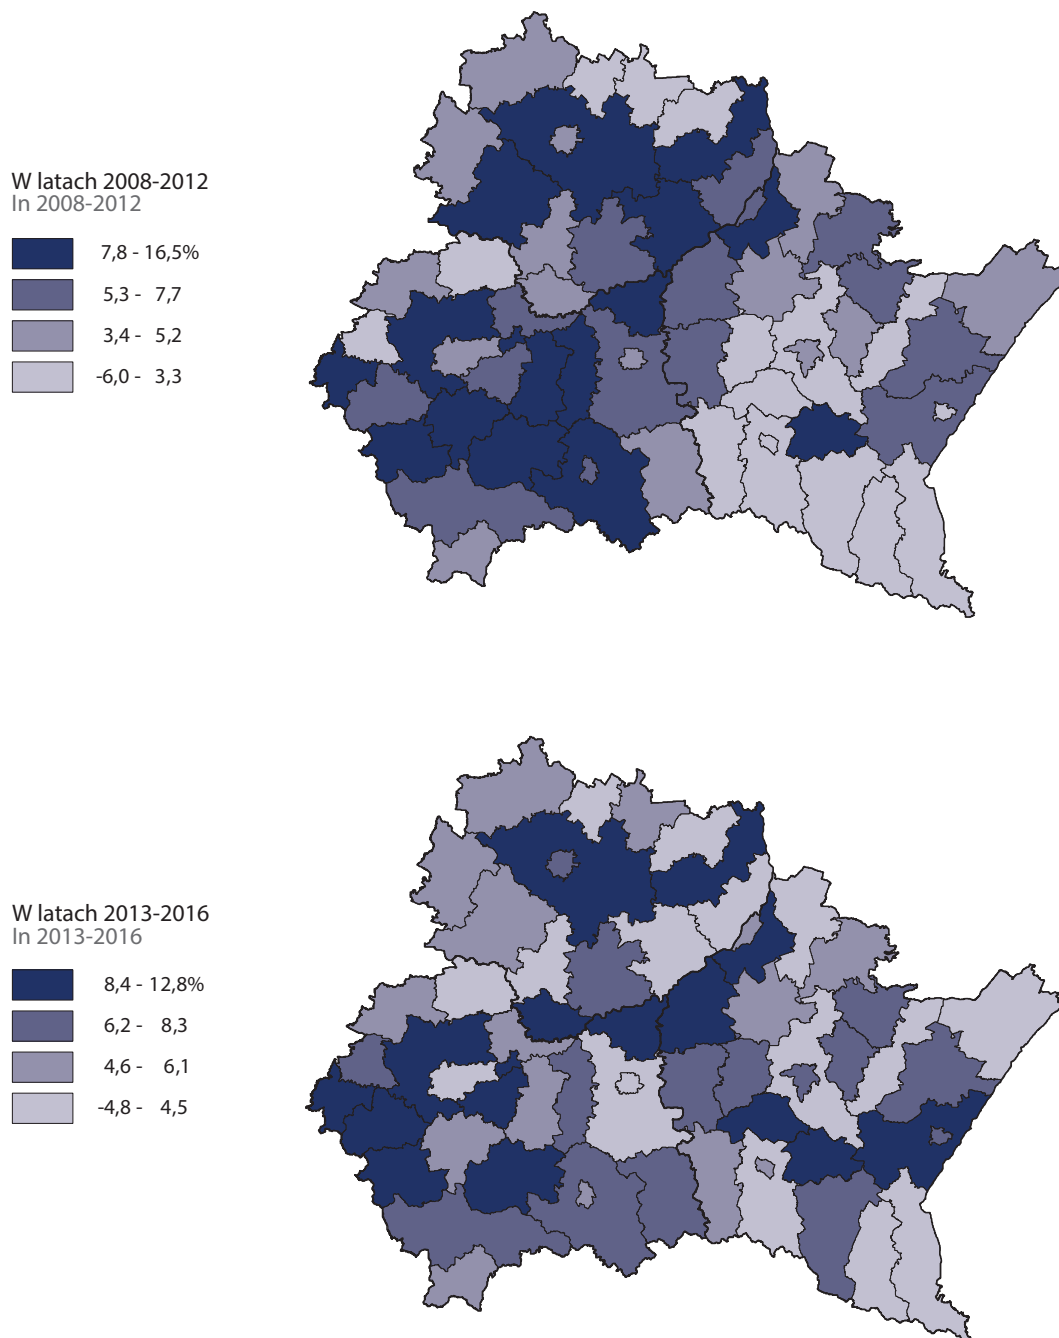 W latach 2008-2012
In 2008-2012
7,8 - 16,5%
5,3 - 7,7
3,4 - 5,2
-6,0 - 3,3
W latach 2013-2016
In 2013-2016
8,4 - 12,8%
6,2 - 8,3
4,6 - 6,1
-4,8 - 4,5